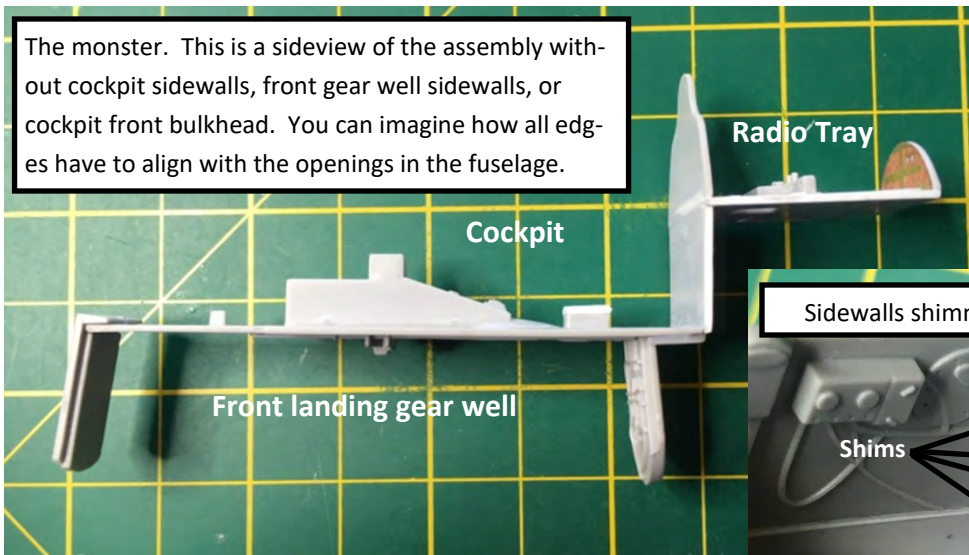 The monster.  This is a sideview of the assembly with-
out cockpit sidewalls, front gear well sidewalls, or
cockpit front bulkhead.  You can imagine how all edg-
es have to align with the openings in the fuselage.
Radio Tray
Cockpit
Front landing gear well
Sidewalls
Shims